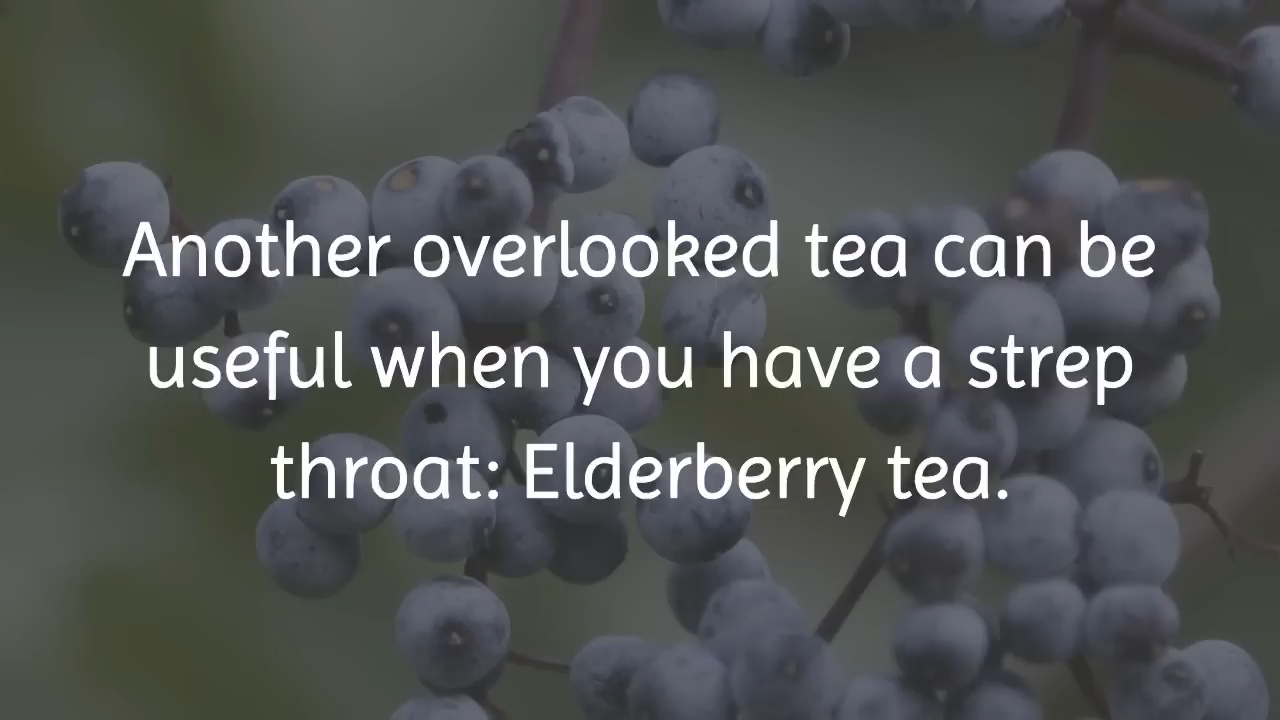 Another overlooked tea can be
useful when you have a strep
throat: Elderberry tea.